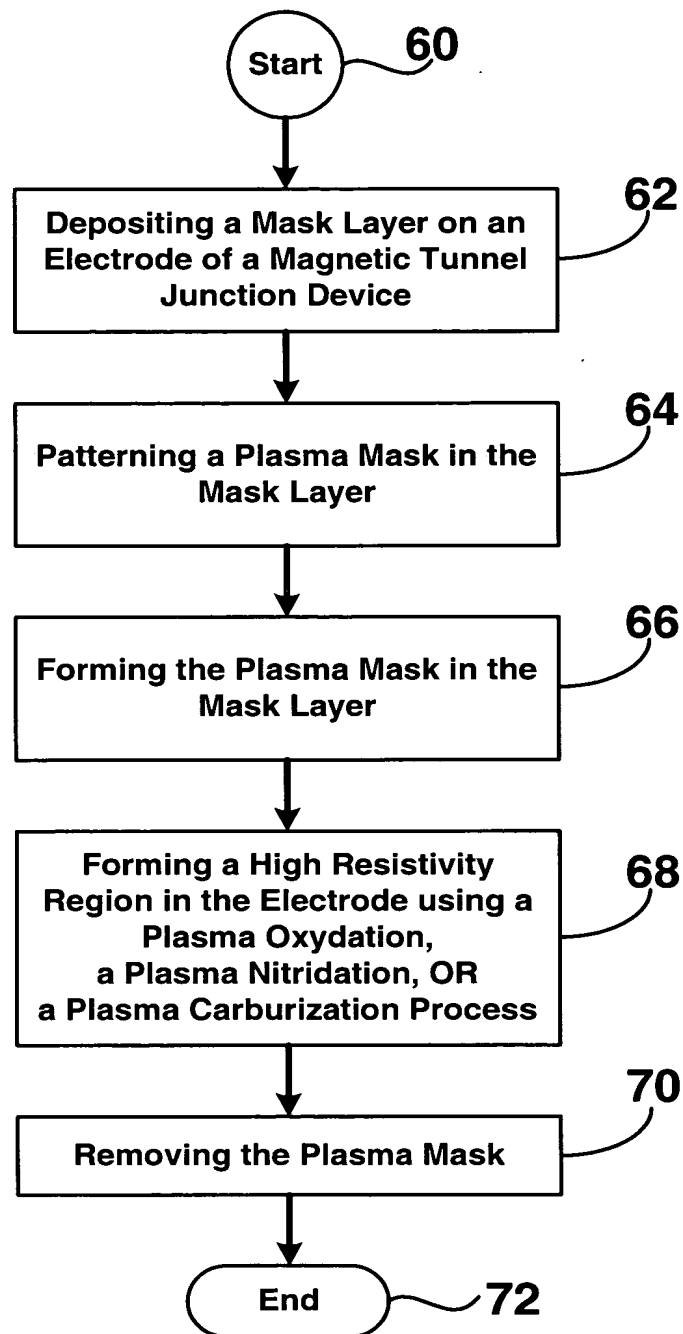 Start
60
62
Depositing a Mask Layer on an
Electrode of a Magnetic Tunnel
Junction Device
64
Patterning a Plasma Mask in the
Mask Layer
66
Forming the Plasma Mask in the
Mask Layer
68
Forming a High Resistivity
Region in the Electrode using a
Plasma Oxydation,
a Plasma Nitridation, OR
a Plasma Carburization Process
70
Removing the Plasma Mask
End
72